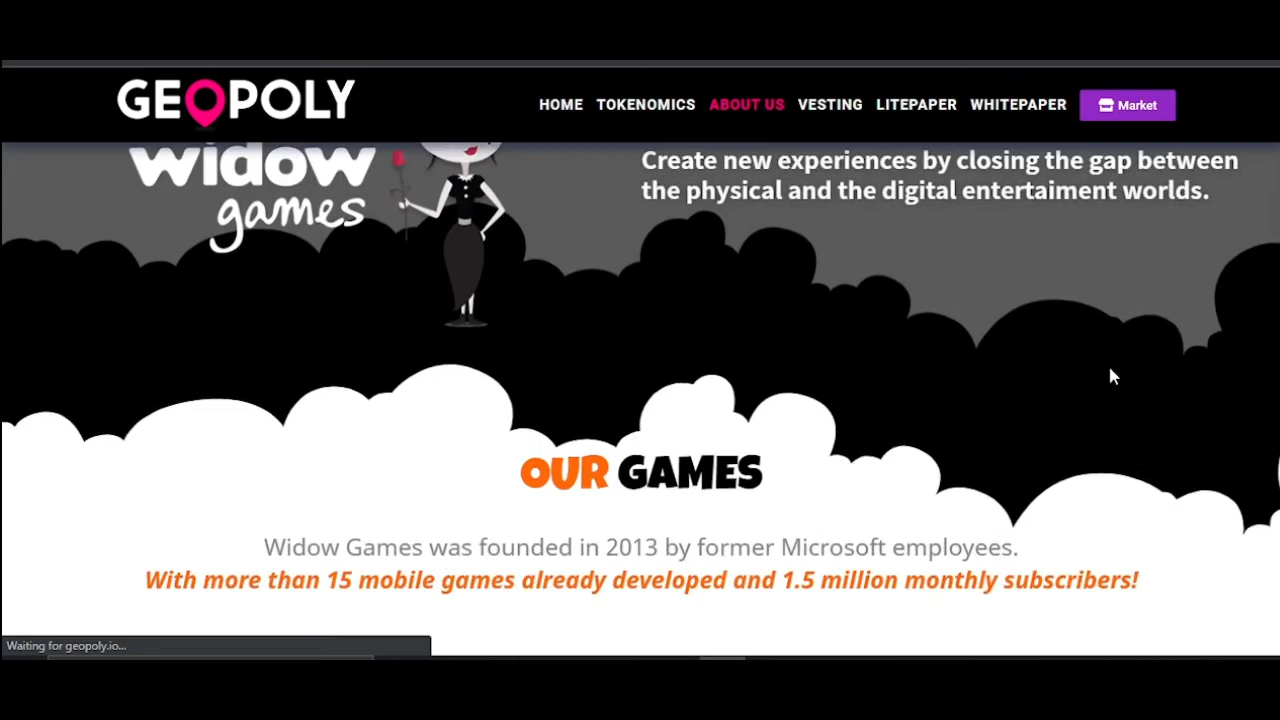 GEOPOLY
HOME TOKENOMICS ABOUT US VESTING LITEPAPER WHITEPAPER Market
widow
games
Create new experiences by closing the gap between
the physical and the digital entertaiment worlds.
OUR GAMES
Widow Games was founded in 2013 by former Microsoft employees.
With more than 15 mobile games already developed and 1.5 million monthly subscribers!
Waiting for geopoly.io...